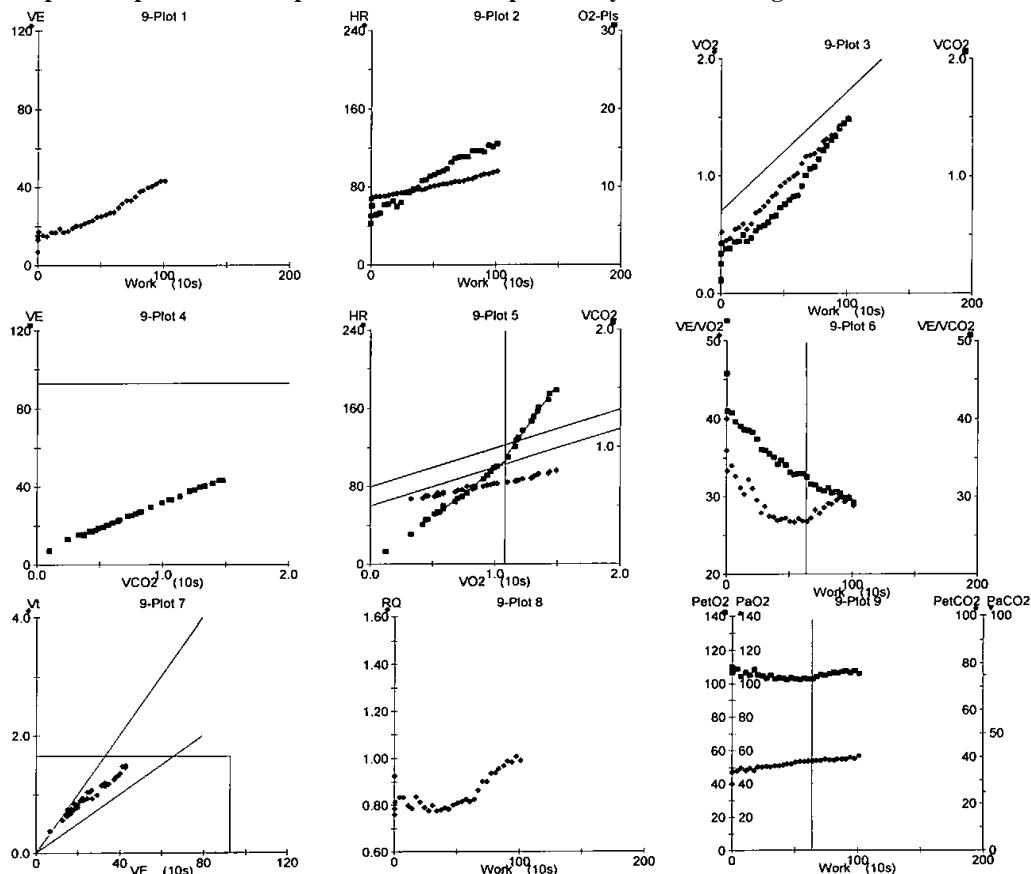 VE 9-Plot 1
120
80
40
0
0 100 200
Work (10s)
HR 9-Plot 2 O2-Pls
240 30
160 20
80 10
0
0 100 200
Work (10s)
VO2 9-Plot 3 VCO2
2.0 2.0
1.0 1.0
0.0
0 100 200
Work (10s)
VE 9-Plot 4
120
80
40
0
0.0 1.0 2.0
VCO2 (10s)
HR 9-Plot 5 VCO2
240 2.0
160
1.0
80
0
0.0 1.0 2.0
VO2 (10s)
VE/VO2 9-Plot 6 VE/VCO2
50 50
40 40
30 30
20
0 100 200
Work (10s)
Vt 9-Plot 7
4.0
2.0
0.0
0 40 80 120
VE (10s)
RQ 9-Plot 8
1.60
1.40
1.20
1.00
0.80
0.60
0 100 200
Work (10s)
PetO2 PaO2 9-Plot 9 PetCO2 PaCO2
140 140 100 100
120 120
100 100 80
80 80 60
60 60 50
40 40 40
20 20 20
0 0 0 0
0 100 200
Work (10s)